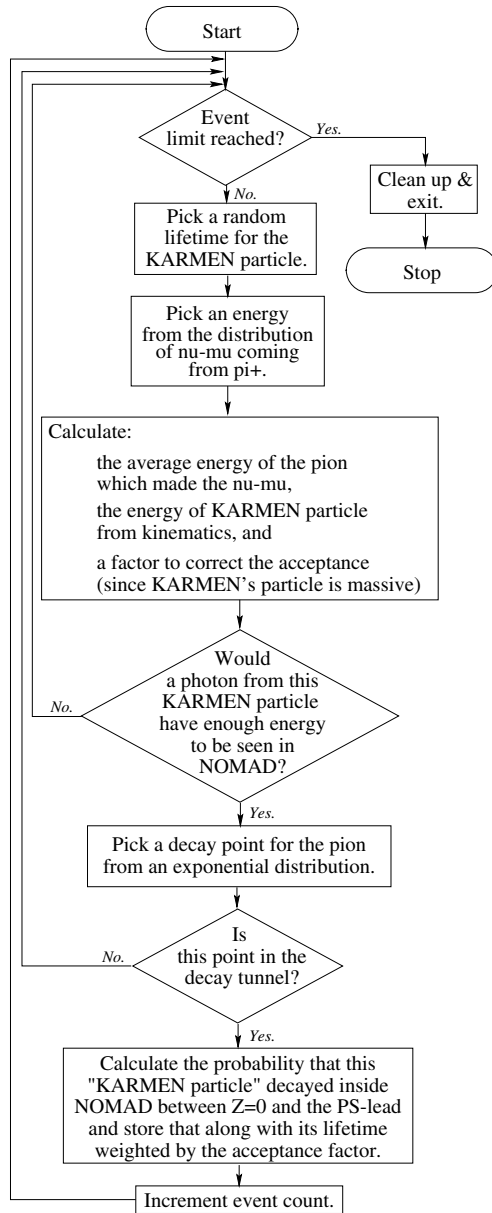 Start
Event
limit reached?
Yes.
No.
Clean up &
exit.
Stop
Pick a random
lifetime for the
KARMEN particle.
Pick an energy
from the distribution
of nu-mu coming
from pi+.
Calculate:
the average energy of the pion
which made the nu-mu,
the energy of KARMEN particle
from kinematics, and
a factor to correct the acceptance
(since KARMEN's particle is massive)
Would
a photon from this
KARMEN particle
have enough energy
to be seen in
NOMAD?
No.
Yes.
Pick a decay point for the pion
from an exponential distribution.
Is
this point in the
decay tunnel?
No.
Yes.
Calculate the probability that this
"KARMEN particle" decayed inside
NOMAD between Z=0 and the PS-lead
and store that along with its lifetime
weighted by the acceptance factor.
Increment event count.